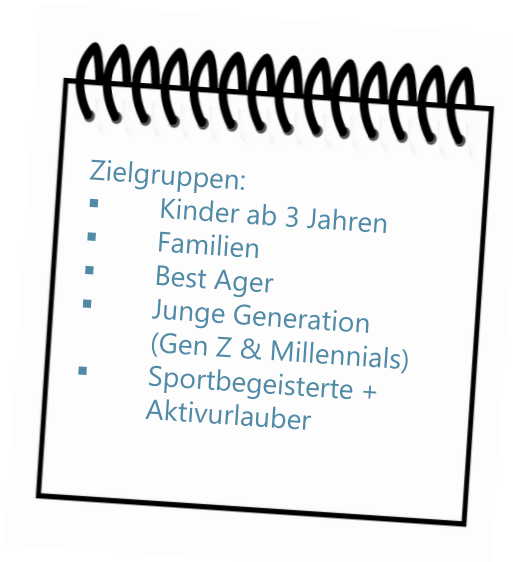 Zielgruppen:
▪ Kinder ab 3 Jahren
▪ Familien
▪ Best Ager
▪ Junge Generation
(Gen Z & Millennials)
▪ Sportbegeisterte +
Aktivurlauber